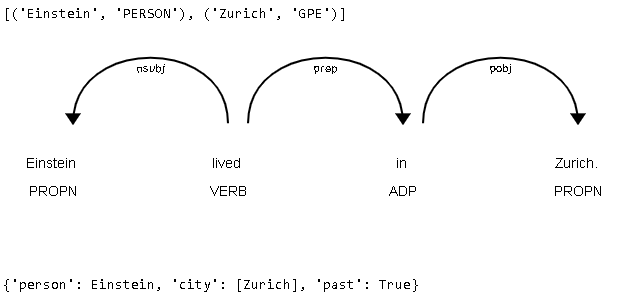 [('Einstein', 'PERSON'), ('Zurich', 'GPE')]
nsubj prep pobj
Einstein lived in Zurich.
PROPN VERB ADP PROPN
{'person': Einstein, 'city': [Zurich], 'past': True}